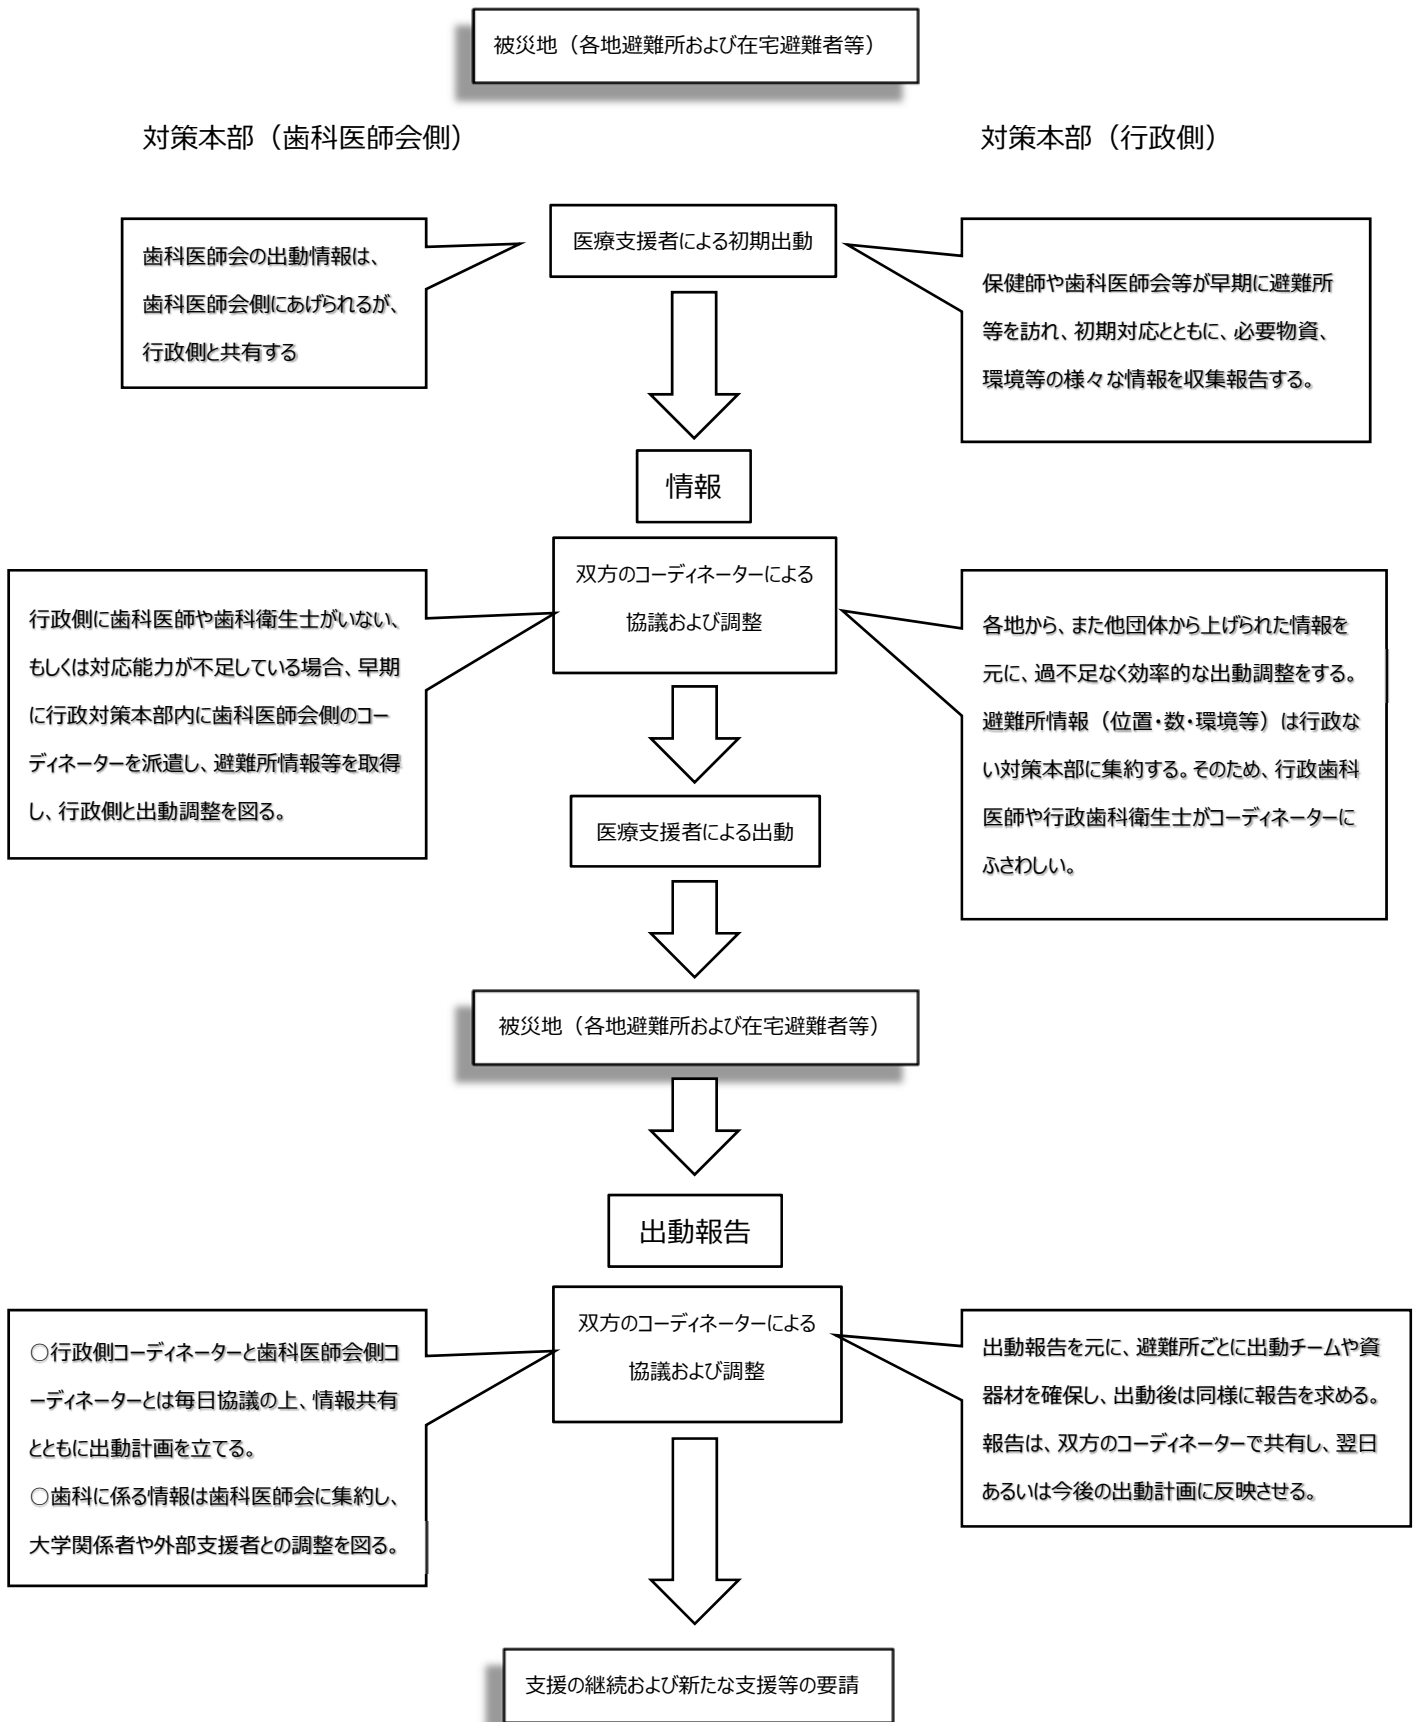 被災地（各地避難所および在宅避難者等）
対策本部（歯科医師会側）
対策本部（行政側）
医療支援者による初期出動
歯科医師会の出動情報は、
歯科医師会側にあげられるが、
行政側と共有する
保健師や歯科医師会等が早期に避難所
等を訪れ、初期対応とともに、必要物資、
環境等の様々な情報を収集報告する。
情報
双方のコーディネーターによる
協議および調整
行政側に歯科医師や歯科衛生士がいない、
もしくは対応能力が不足している場合、早期
に行政対策本部内に歯科医師会側のコー
ディネーターを派遣し、避難所情報等を取得
し、行政側と出動調整を図る。
各地から、また他団体から上げられた情報を
元に、過不足なく効率的な出動調整をする。
避難所情報（位置・数・環境等）は行政な
い対策本部に集約する。そのため、行政歯科
医師や行政歯科衛生士がコーディネーターに
ふさわしい。
医療支援者による出動
被災地（各地避難所および在宅避難者等）
出動報告
双方のコーディネーターによる
協議および調整
○行政側コーディネーターと歯科医師会側コ
ーディネーターとは毎日協議の上、情報共有
とともに出動計画を立てる。
○歯科に係る情報は歯科医師会に集約し、
大学関係者や外部支援者との調整を図る。
出動報告を元に、避難所ごとに出動チームや資
器材を確保し、出動後は同様に報告を求める。
報告は、双方のコーディネーターで共有し、翌日
あるいは今後の出動計画に反映させる。
支援の継続および新たな支援等の要請